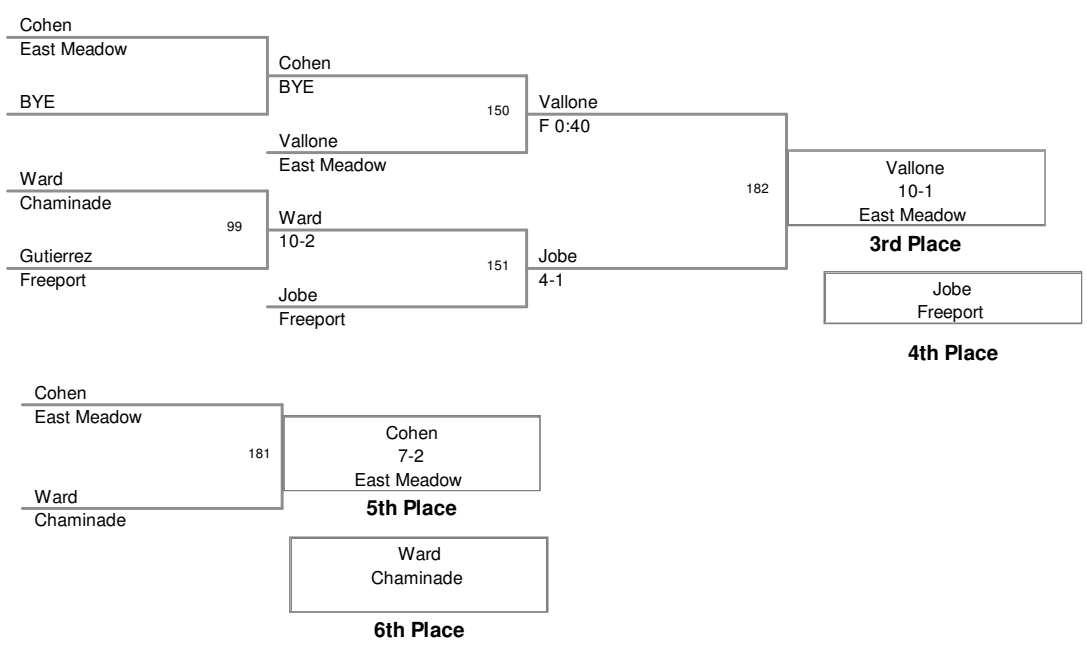 Cohen
East Meadow
BYE
Cohen
BYE
150
Vallone
East Meadow
Vallone
F 0:40
Ward
Chaminade
99
Gutierrez
Freeport
Ward
10-2
151
Jobe
Freeport
Jobe
4-1
182
Vallone
10-1
East Meadow
3rd Place
Jobe
Freeport
4th Place
Cohen
East Meadow
181
Ward
Chaminade
Cohen
7-2
East Meadow
5th Place
Ward
Chaminade
6th Place